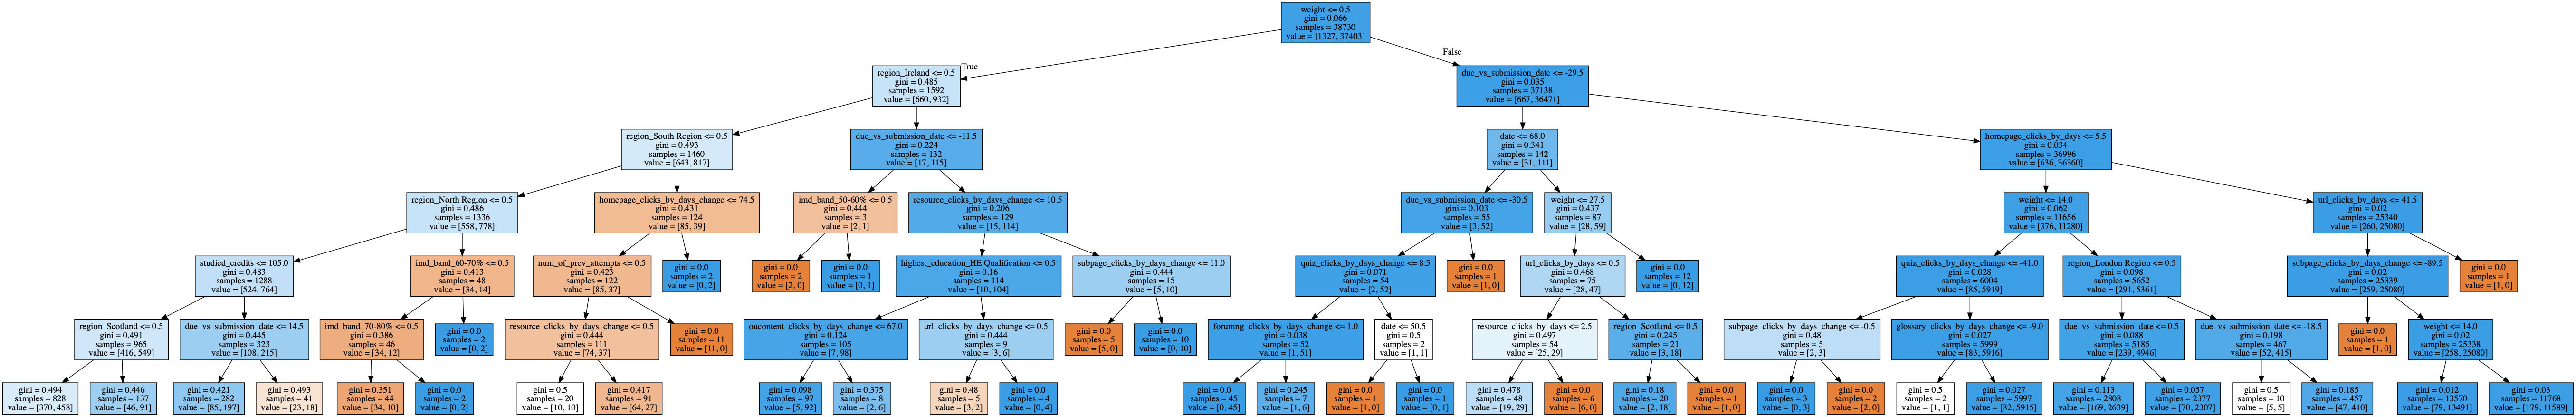 weight <= 0.5
gini = 0.066
samples = 38730
value = [1327, 37403]
True
False
region_Ireland <= 0.5
gini = 0.485
samples = 1592
value = [660, 932]
due_vs_submission_date <= -29.5
gini = 0.035
samples = 37138
value = [667, 36471]
region_South Region <= 0.5
gini = 0.493
samples = 1460
value = [643, 817]
due_vs_submission_date <= -11.5
gini = 0.224
samples = 132
value = [17, 115]
date <= 68.0
gini = 0.341
samples = 142
value = [31, 111]
homepage_clicks_by_days <= 5.5
gini = 0.034
samples = 36996
value = [636, 36360]
region_North Region <= 0.5
gini = 0.486
samples = 1336
value = [558, 778]
homepage_clicks_by_days_change <= 74.5
gini = 0.431
samples = 124
value = [85, 39]
imd_band_50-60% <= 0.5
gini = 0.444
samples = 3
value = [2, 1]
resource_clicks_by_days_change <= 10.5
gini = 0.206
samples = 129
value = [15, 114]
due_vs_submission_date <= -30.5
gini = 0.103
samples = 55
value = [3, 52]
weight <= 27.5
gini = 0.437
samples = 87
value = [28, 59]
weight <= 14.0
gini = 0.062
samples = 11656
value = [376, 11280]
url_clicks_by_days <= 41.5
gini = 0.02
samples = 25340
value = [260, 25080]
studied_credits <= 105.0
gini = 0.483
samples = 1288
value = [524, 764]
imd_band_60-70% <= 0.5
gini = 0.413
samples = 48
value = [34, 14]
num_of_prev_attempts <= 0.5
gini = 0.423
samples = 122
value = [85, 37]
gini = 0.0
samples = 2
value = [0, 2]
gini = 0.0
samples = 2
value = [2, 0]
gini = 0.0
samples = 1
value = [0, 1]
highest_education_HE Qualification <= 0.5
gini = 0.16
samples = 114
value = [10, 104]
subpage_clicks_by_days_change <= 11.0
gini = 0.444
samples = 15
value = [5, 10]
quiz_clicks_by_days_change <= 8.5
gini = 0.071
samples = 54
value = [2, 52]
gini = 0.0
samples = 1
value = [1, 0]
url_clicks_by_days <= 0.5
gini = 0.468
samples = 75
value = [28, 47]
gini = 0.0
samples = 12
value = [0, 12]
quiz_clicks_by_days_change <= -41.0
gini = 0.028
samples = 6004
value = [85, 5919]
region_London Region <= 0.5
gini = 0.098
samples = 5652
value = [291, 5361]
subpage_clicks_by_days_change <= -89.5
gini = 0.02
samples = 25339
value = [259, 25080]
gini = 0.0
samples = 1
value = [1, 0]
region_Scotland <= 0.5
gini = 0.491
samples = 965
value = [416, 549]
due_vs_submission_date <= 14.5
gini = 0.445
samples = 323
value = [108, 215]
imd_band_70-80% <= 0.5
gini = 0.386
samples = 46
value = [34, 12]
gini = 0.0
samples = 2
value = [0, 2]
resource_clicks_by_days_change <= 0.5
gini = 0.444
samples = 111
value = [74, 37]
gini = 0.0
samples = 11
value = [11, 0]
oucontent_clicks_by_days_change <= 67.0
gini = 0.124
samples = 105
value = [7, 98]
url_clicks_by_days_change <= 0.5
gini = 0.444
samples = 9
value = [3, 6]
gini = 0.0
samples = 5
value = [5, 0]
gini = 0.0
samples = 10
value = [0, 10]
forumng_clicks_by_days_change <= 1.0
gini = 0.038
samples = 52
value = [1, 51]
date <= 50.5
gini = 0.5
samples = 2
value = [1, 1]
resource_clicks_by_days <= 2.5
gini = 0.497
samples = 54
value = [25, 29]
region_Scotland <= 0.5
gini = 0.245
samples = 21
value = [3, 18]
subpage_clicks_by_days_change <= -0.5
gini = 0.48
samples = 5
value = [2, 3]
glossary_clicks_by_days_change <= -9.0
gini = 0.027
samples = 5999
value = [83, 5916]
due_vs_submission_date <= 0.5
gini = 0.088
samples = 5185
value = [239, 4946]
due_vs_submission_date <= -18.5
gini = 0.198
samples = 467
value = [52, 415]
gini = 0.0
samples = 1
value = [1, 0]
weight <= 14.0
gini = 0.02
samples = 25338
value = [258, 25080]
gini = 0.494
samples = 828
value = [370, 458]
gini = 0.446
samples = 137
value = [46, 91]
gini = 0.421
samples = 282
value = [85, 197]
gini = 0.493
samples = 41
value = [23, 18]
gini = 0.351
samples = 44
value = [34, 10]
gini = 0.0
samples = 2
value = [0, 2]
gini = 0.5
samples = 20
value = [10, 10]
gini = 0.417
samples = 91
value = [64, 27]
gini = 0.098
samples = 97
value = [5, 92]
gini = 0.375
samples = 8
value = [2, 6]
gini = 0.48
samples = 5
value = [3, 2]
gini = 0.0
samples = 4
value = [0, 4]
gini = 0.0
samples = 45
value = [0, 45]
gini = 0.245
samples = 7
value = [1, 6]
gini = 0.0
samples = 1
value = [1, 0]
gini = 0.0
samples = 1
value = [0, 1]
gini = 0.478
samples = 48
value = [19, 29]
gini = 0.0
samples = 6
value = [6, 0]
gini = 0.18
samples = 20
value = [2, 18]
gini = 0.0
samples = 1
value = [1, 0]
gini = 0.0
samples = 3
value = [0, 3]
gini = 0.0
samples = 2
value = [2, 0]
gini = 0.5
samples = 2
value = [1, 1]
gini = 0.027
samples = 5997
value = [82, 5915]
gini = 0.113
samples = 2808
value = [169, 2639]
gini = 0.057
samples = 2377
value = [70, 2307]
gini = 0.5
samples = 10
value = [5, 5]
gini = 0.185
samples = 457
value = [47, 410]
gini = 0.012
samples = 13570
value = [79, 13491]
gini = 0.03
samples = 11768
value = [179, 11589]